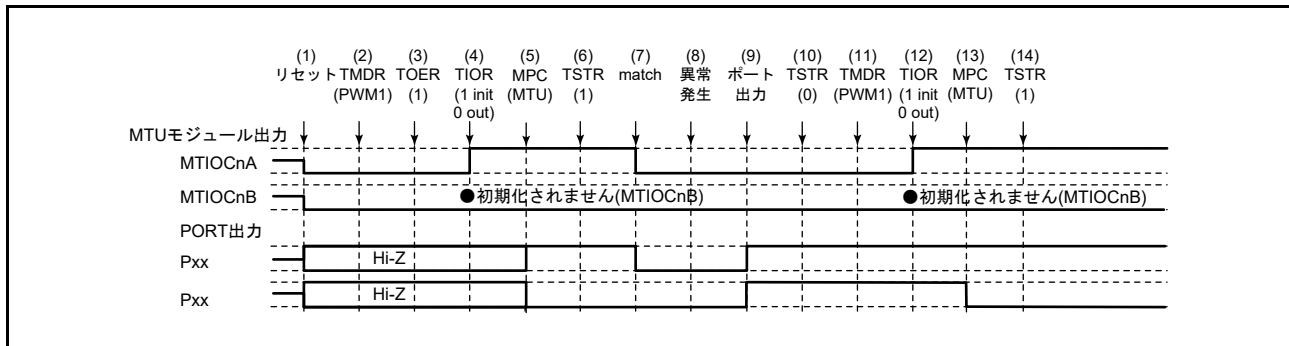 (1) (2) (3) (4) (5) (6) (7) (8) (9) (10) (11) (12) (13) (14)
リセット TMDR TOER TIOR MPC TSTR match 異常 ポート TSTR TMDR TIOR MPC TSTR
(PWM1) (1) (1 init (MTU) (1) 発生 出力 (0) (PWM1) (1 init (MTU) (1)
0 out) 0 out)
MTUモジュール出力
MTIOCnA
MTIOCnB ●初期化されません(MTIOCnB) ●初期化されません(MTIOCnB)
PORT出力
Pxx Hi-Z
Pxx Hi-Z